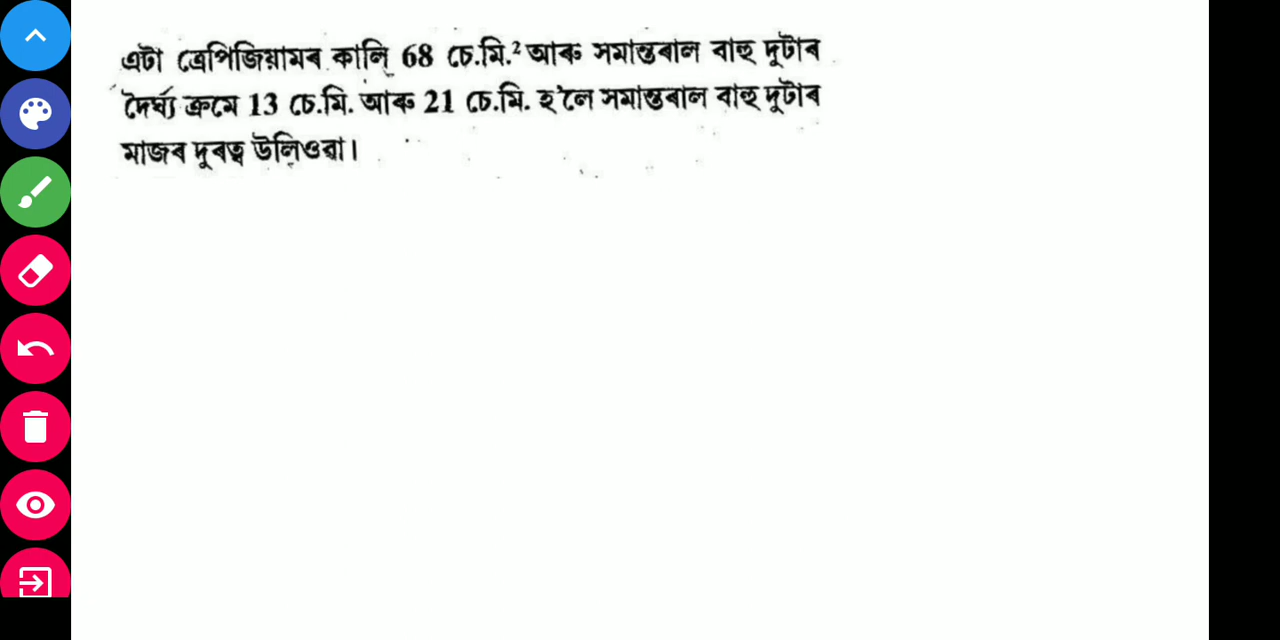 এটা ত্ৰেপিজিয়ামৰ কালি 68 চে.মি.² আৰু সমান্তৰাল বাহু দুটাৰ
দৈৰ্ঘ্য ক্ৰমে 13 চে.মি. আৰু 21 চে.মি. হ'লে সমান্তৰাল বাহু দুটাৰ
মাজৰ দূৰত্ব উলিওৱা।